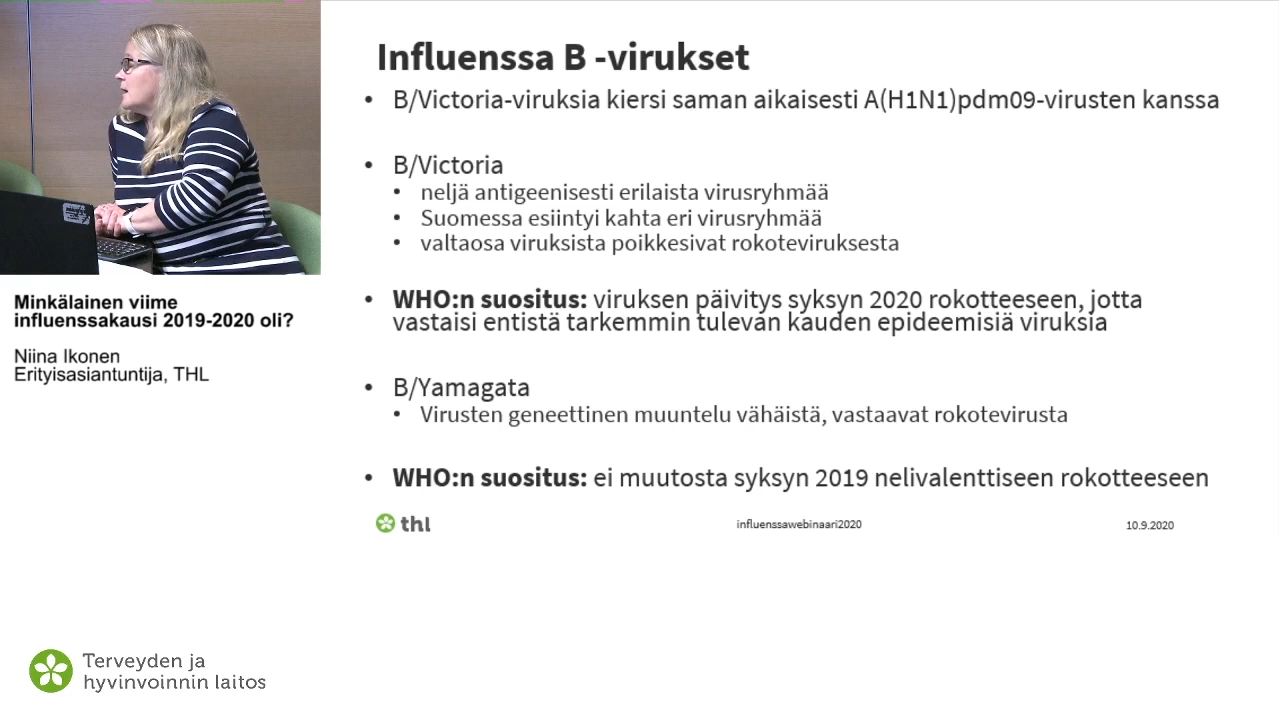 Influenssa B -virukset
• B/Victoria-viruksia kiersi saman aikaisesti A(H1N1)pdm09-virusten kanssa
• B/Victoria
• neljä antigeenisesti erilaista virusryhmää
• Suomessa esiintyi kahta eri virusryhmää
• valtaosa viruksista poikkesivat rokoteviruksesta
• WHO:n suositus: viruksen päivitys syksyn 2020 rokotteeseen, jotta
vastaisi entistä tarkemmin tulevan kauden epideemisiä viruksia
• B/Yamagata
• Virusten geneettinen muuntelu vähäistä, vastaavat rokotevirusta
• WHO:n suositus: ei muutosta syksyn 2019 nelivalenttiseen rokotteeseen
thl
influenssawebinaari2020
10.9.2020
Minkälainen viime
influenssakausi 2019-2020 oli?
Niina Ikonen
Erityisasiantuntija, THL
Terveyden ja
hyvinvoinnin laitos